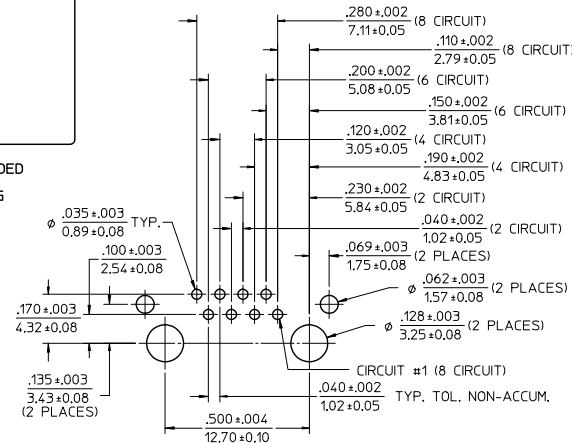 .280±.002 (8 CIRCUIT)
7.11±0.05
.110±.002 (8 CIRCUIT)
2.79±0.05
.200±.002 (6 CIRCUIT)
5.08±0.05
.150±.002 (6 CIRCUIT)
3.81±0.05
.120±.002 (4 CIRCUIT)
3.05±0.05
DED
.190±.002 (4 CIRCUIT)
4.83±0.05
.230±.002 (2 CIRCUIT)
5.84±0.05
.040±.002 (2 CIRCUIT)
1.02±0.05
ø .035±.003 TYP.
0.89±0.08
.100±.003
2.54±0.08
.069±.003 (2 PLACES)
1.75±0.08
ø .062±.003 (2 PLACES)
1.57±0.08
.170±.003
4.32±0.08
ø .128±.003 (2 PLACES)
3.25±0.08
CIRCUIT #1 (8 CIRCUIT)
.135±.003
3.43±0.08
(2 PLACES)
.040±.002 TYP. TOL. NON-ACCUM.
1.02±0.05
.500±.004
12.70±0.10